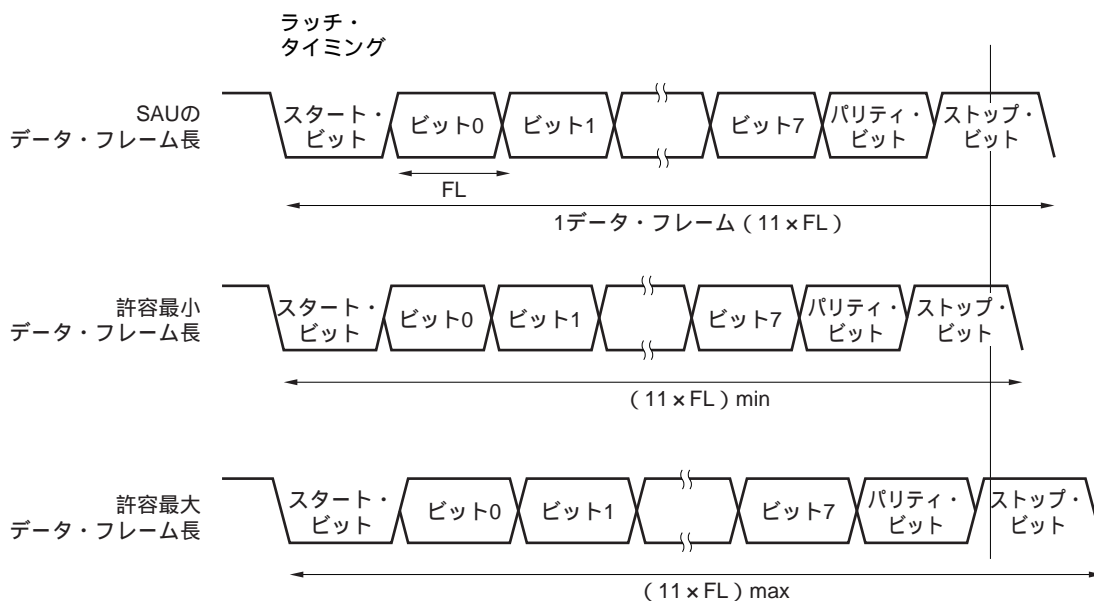 ラッチ・
タイミング
SAUの
データ・フレーム長
スタート・
ビット
ビット0
ビット1
ビット7
パリティ・
ビット
ストップ・
ビット
FL
1データ・フレーム（11×FL）
許容最小
データ・フレーム長
スタート・
ビット
ビット0
ビット1
ビット7
パリティ・
ビット
ストップ・
ビット
（11×FL）min
許容最大
データ・フレーム長
スタート・
ビット
ビット0
ビット1
ビット7
パリティ・
ビット
ストップ・
ビット
（11×FL）max